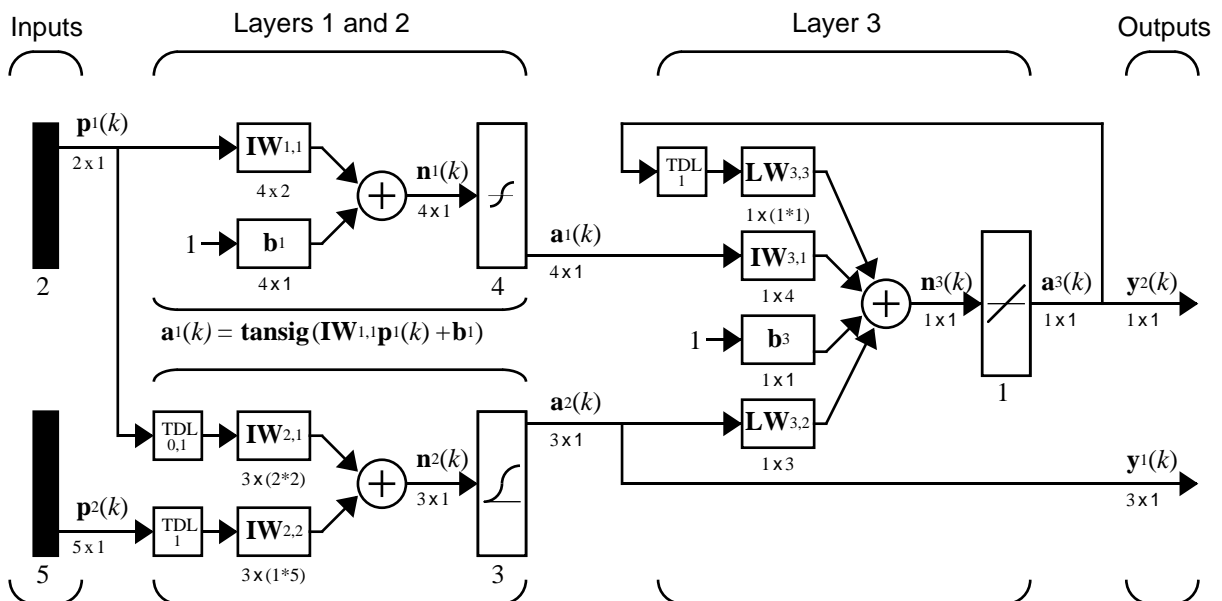 Inputs
Layers 1 and 2
Layer 3
Outputs
p1(k)
2 x 1
2
IW1,1
4 x 2
1
b1
4 x 1
n1(k)
4 x 1
4
a1(k) = tansig (IW1,1p1(k) +b1)
a1(k)
4 x 1
TDL
1
LW3,3
1 x (1*1)
IW3,1
1 x 4
1
b3
1 x 1
LW3,2
1 x 3
n3(k)
1 x 1
1
a3(k)
1 x 1
y2(k)
1 x 1
TDL
0,1
IW2,1
3 x (2*2)
p2(k)
5 x 1
5
TDL
1
IW2,2
3 x (1*5)
n2(k)
3 x 1
3
a2(k)
3 x 1
y1(k)
3 x 1